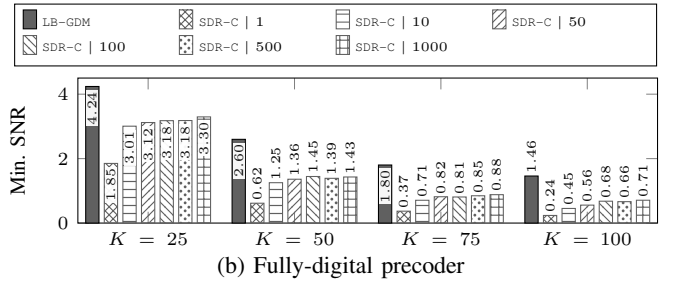 LB-GDM SDR-C | 1 SDR-C | 10 SDR-C | 50
SDR-C | 100 SDR-C | 500 SDR-C | 1000
Min. SNR
4
2
0
4.24 1.85 3.01 3.12 3.18 3.18 3.30
2.60 0.62 1.25 1.36 1.45 1.39 1.43
1.80 0.37 0.71 0.82 0.81 0.85 0.88
1.46 0.24 0.45 0.56 0.68 0.66 0.71
K = 25 K = 50 K = 75 K = 100
(b) Fully-digital precoder